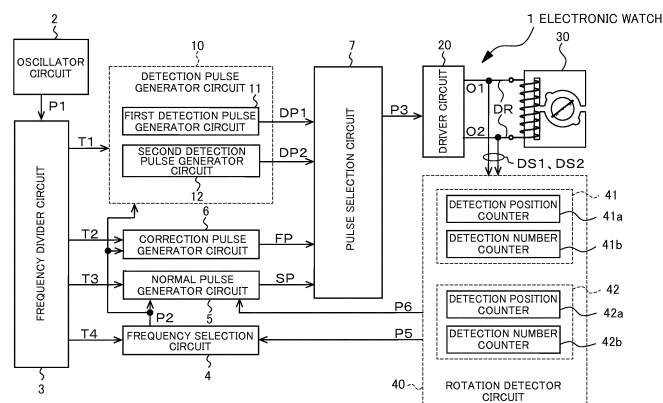 1 ELECTRONIC WATCH
2
OSCILLATOR
CIRCUIT
P1
10
DETECTION PULSE
GENERATOR CIRCUIT
11
FIRST DETECTION PULSE
GENERATOR CIRCUIT
DP1
SECOND DETECTION
PULSE GENERATOR
CIRCUIT
DP2
12
7
PULSE SELECTION CIRCUIT
P3
20
DRIVER CIRCUIT
O1
O2
DR
30
DS1、DS2
FREQUENCY DIVIDER CIRCUIT
3
T1
T2
T3
T4
6
CORRECTION PULSE
GENERATOR CIRCUIT
FP
NORMAL PULSE
GENERATOR CIRCUIT
SP
5
P2
P6
FREQUENCY SELECTION
CIRCUIT
P5
4
41
DETECTION POSITION
COUNTER
41a
DETECTION NUMBER
COUNTER
41b
42
DETECTION POSITION
COUNTER
42a
DETECTION NUMBER
COUNTER
42b
40
ROTATION DETECTOR
CIRCUIT